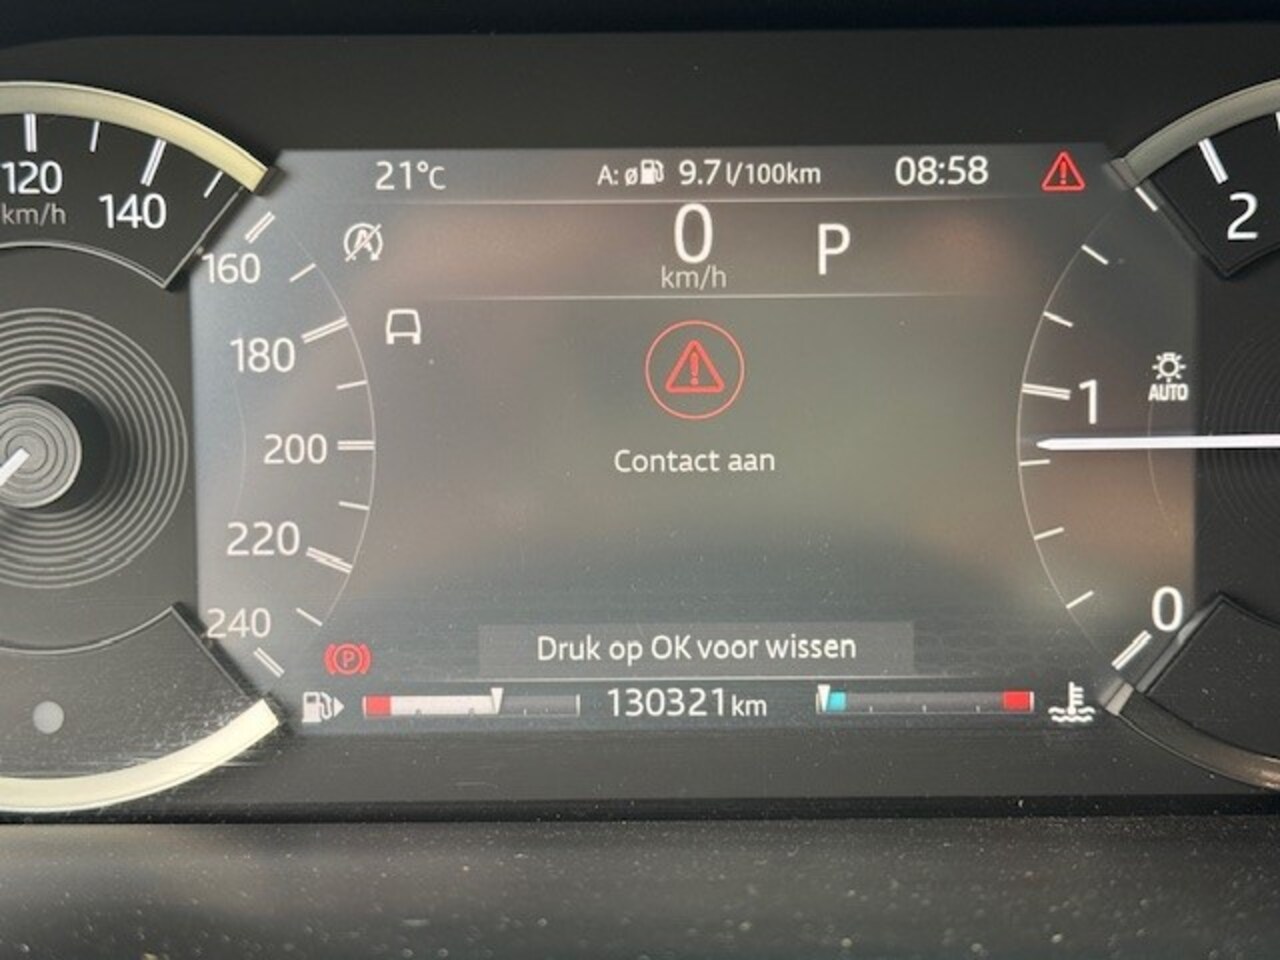 21°C A: ø 9.7 l/100km 08:58
120
km/h
140
160
180
200
220
240
0
km/h
P
Contact aan
Druk op OK voor wissen
130321 km
2
1
0
AUTO
A
P